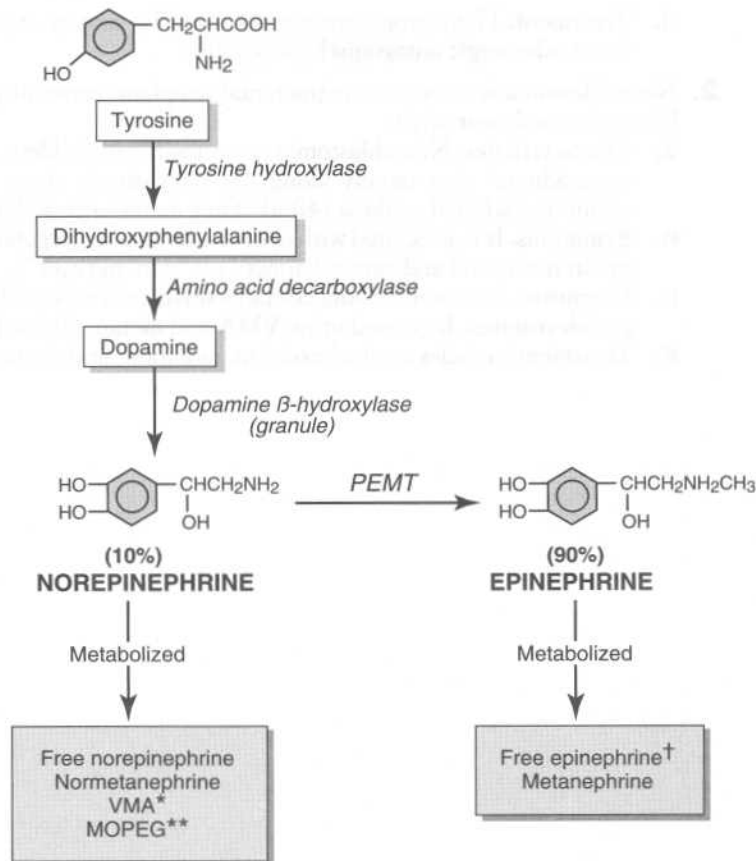 CH2CHCOOH
NH2
HO
Tyrosine
Tyrosine hydroxylase
Dihydroxyphenylalanine
Amino acid decarboxylase
Dopamine
Dopamine β-hydroxylase
(granule)
HO
HO
CHCH2NH2
OH
PEMT
HO
HO
CHCH2NH2CH3
OH
(10%)
NOREPINEPHRINE
(90%)
EPINEPHRINE
Metabolized
Metabolized
Free norepinephrine
Normetanephrine
VMA*
MOPEG**
Free epinephrine†
Metanephrine
2.